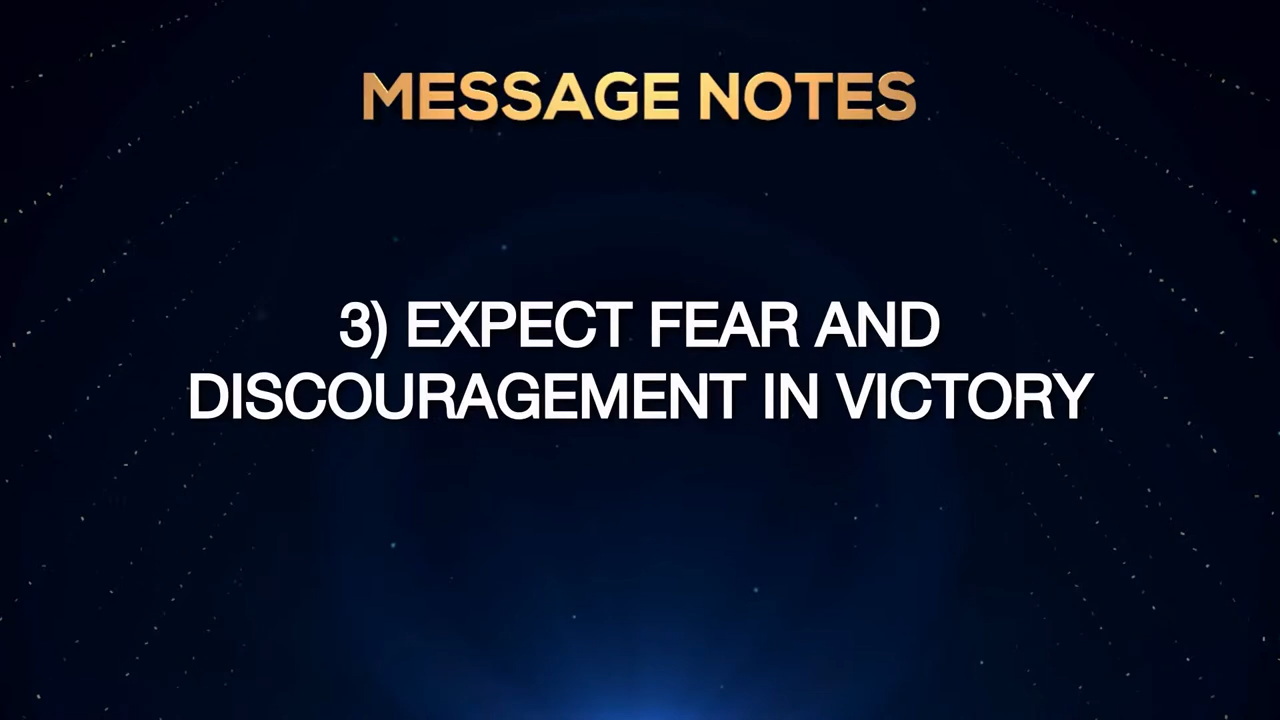 MESSAGE NOTES
3) EXPECT FEAR AND
DISCOURAGEMENT IN VICTORY